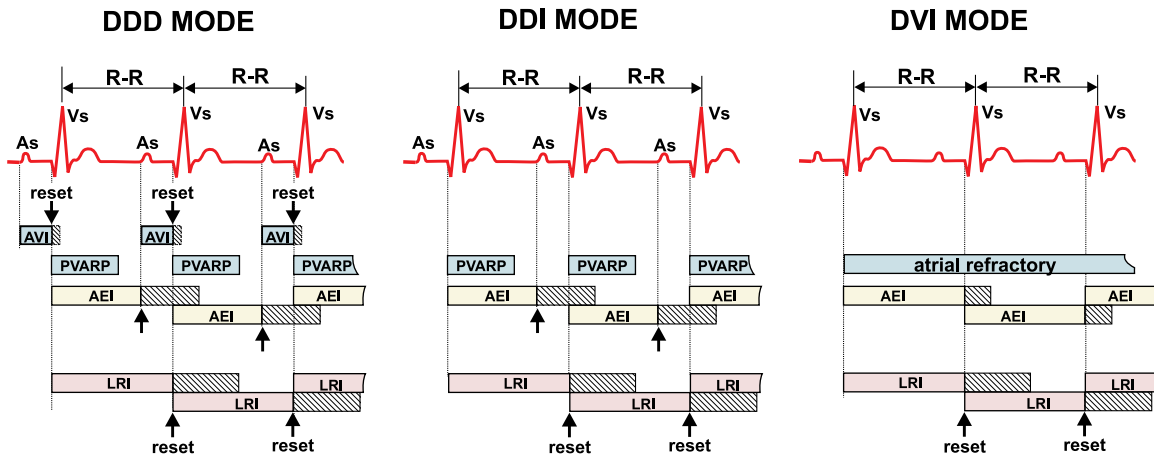 DDD MODE
DDI MODE
DVI MODE
R-R R-R
R-R R-R
R-R R-R
Vs Vs Vs
Vs Vs Vs
Vs Vs Vs
As As As
As As As
reset reset reset
AVI AVI AVI
PVARP PVARP PVARP
PVARP PVARP PVARP
atrial refractory
AEI AEI
AEI
AEI AEI
AEI
AEI AEI
AEI
LRI LRI
LRI
LRI LRI
LRI
LRI LRI
LRI
reset reset
reset reset
reset reset